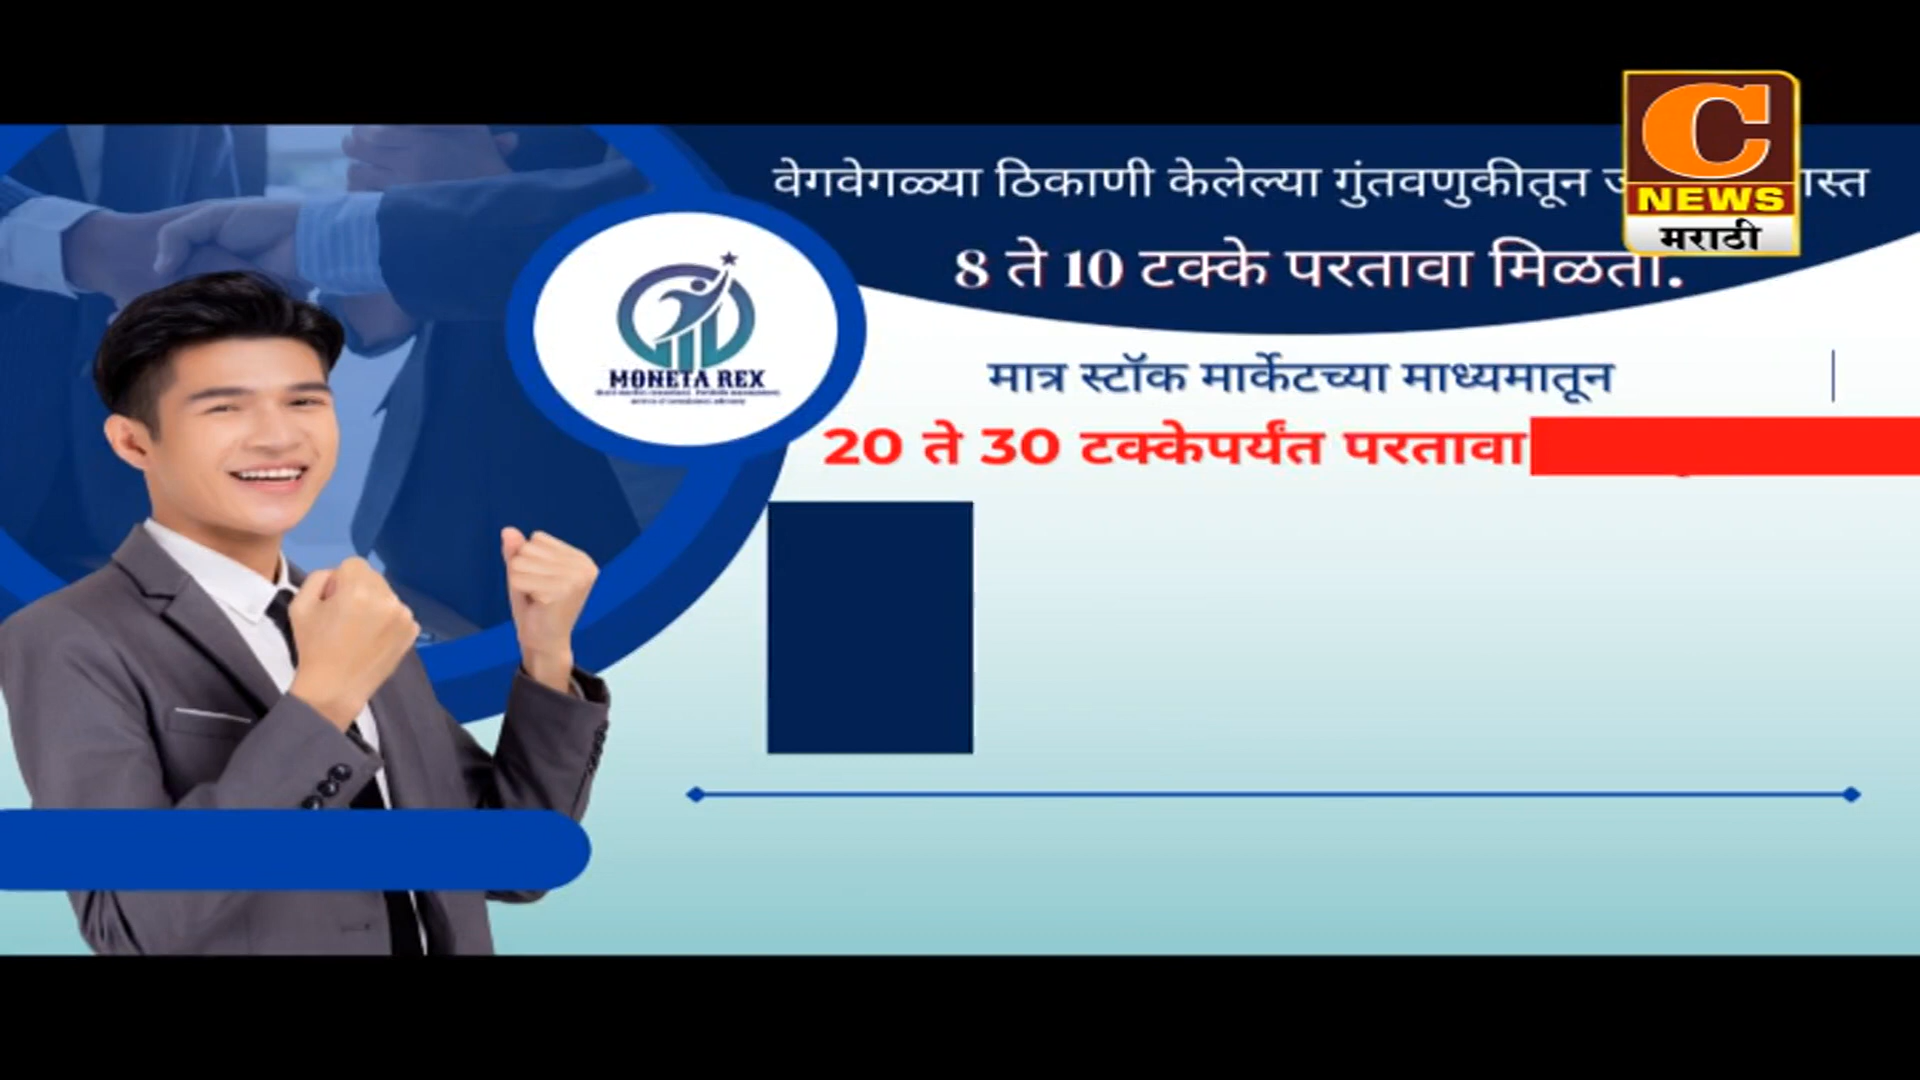 वेगवेगळ्या ठिकाणी केलेल्या गुंतवणुकीतून
8 ते 10 टक्के परतावा मिळतो.
C
NEWS
मराठी
MONETA REX
मात्र स्टॉक मार्केटच्या माध्यमातून
20 ते 30 टक्केपर्यंत परतावा